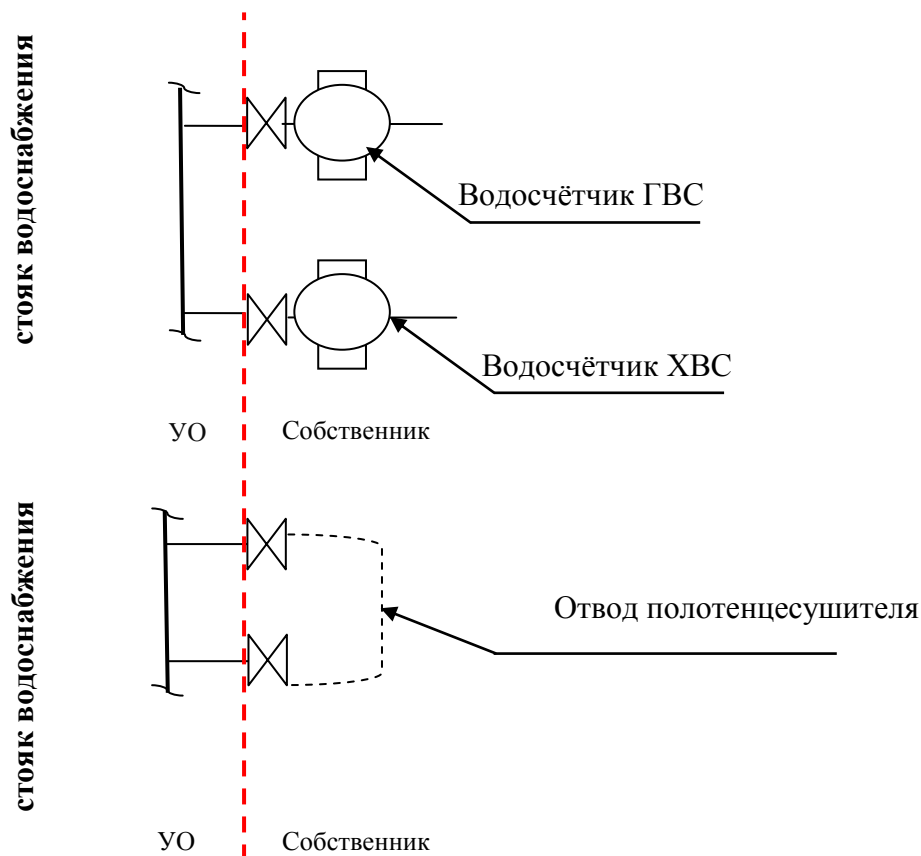 стояк водоснабжения
Водосчётчик ГВС
Водосчётчик ХВС
УО
Собственник
стояк водоснабжения
Отвод полотенцесушителя
УО
Собственник